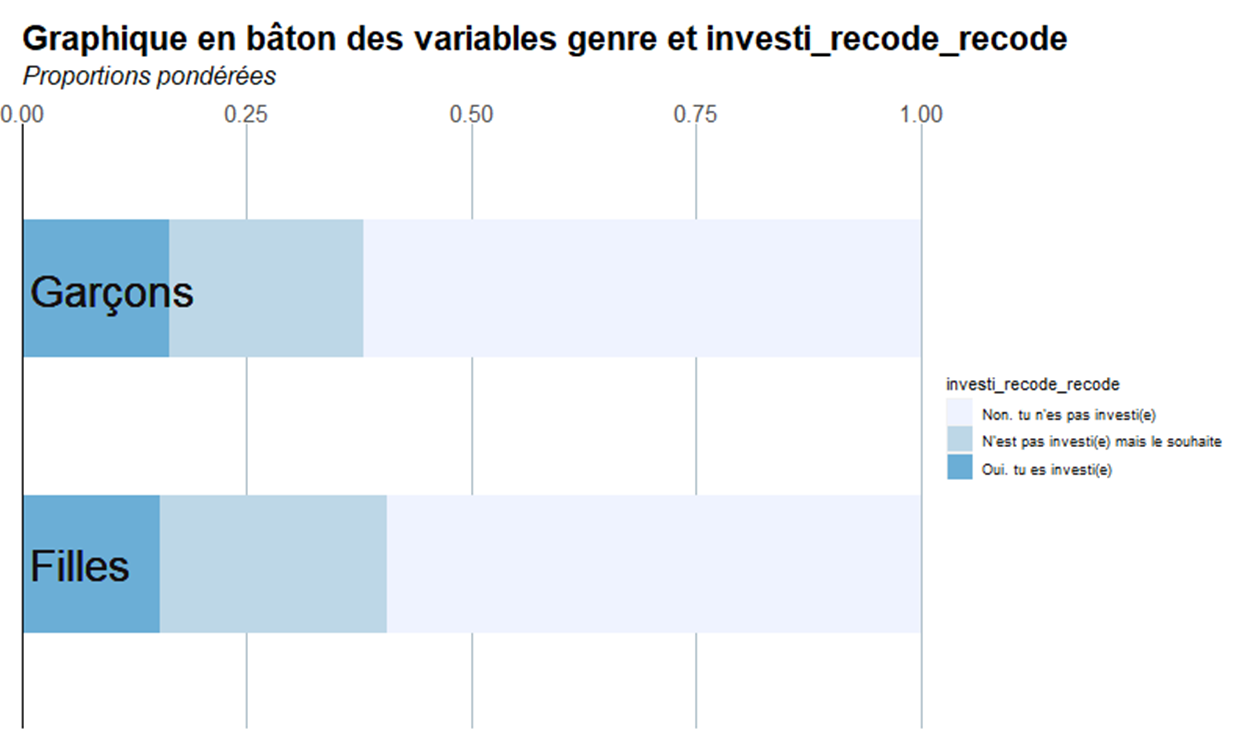 Graphique en bâton des variables genre et investi_recode_recode
Proportions pondérées
0.00 0.25 0.50 0.75 1.00
Garçons
investi_recode_recode
Non. tu n'es pas investi(e)
N'est pas investi(e) mais le souhaite
Oui. tu es investi(e)
Filles